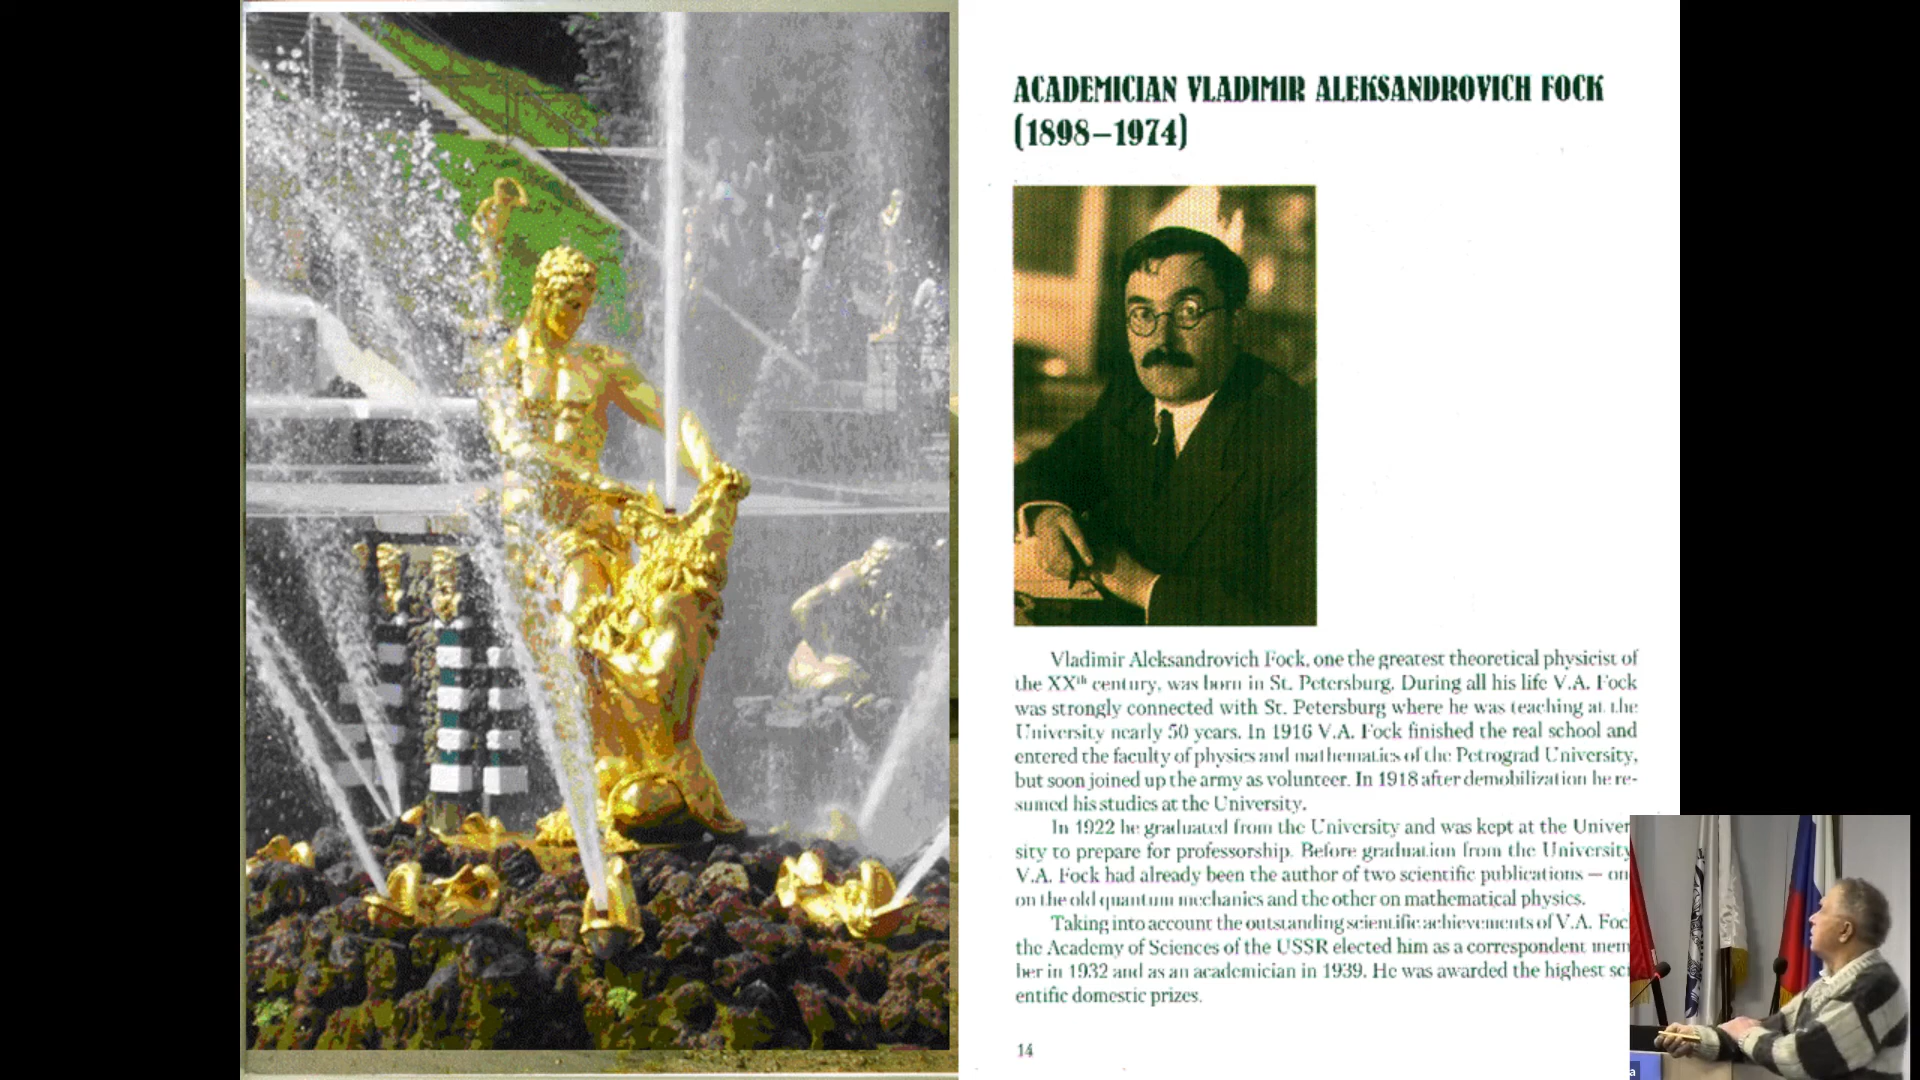 ACADEMICIAN VLADIMIR ALEKSANDROVICH FOCK
(1898–1974)
Vladimir Aleksandrovich Fock, one the greatest theoretical physicist of
the XXth century, was born in St. Petersburg. During all his life V.A. Fock
was strongly connected with St. Petersburg where he was teaching at the
University nearly 50 years. In 1916 V.A. Fock finished the real school and
entered the faculty of physics and mathematics of the Petrograd University,
but soon joined up the army as volunteer. In 1918 after demobilization he re-
sumed his studies at the University.
In 1922 he graduated from the University and was kept at the Univer
sity to prepare for professorship. Before graduation from the University
V.A. Fock had already been the author of two scientific publications — on
on the old quantum mechanics and the other on mathematical physics.
Taking into account the outstanding scientific achievements of V.A. Foc
the Academy of Sciences of the USSR elected him as a correspondent mem
ber in 1932 and as an academician in 1939. He was awarded the highest sci
entific domestic prizes.
14
a